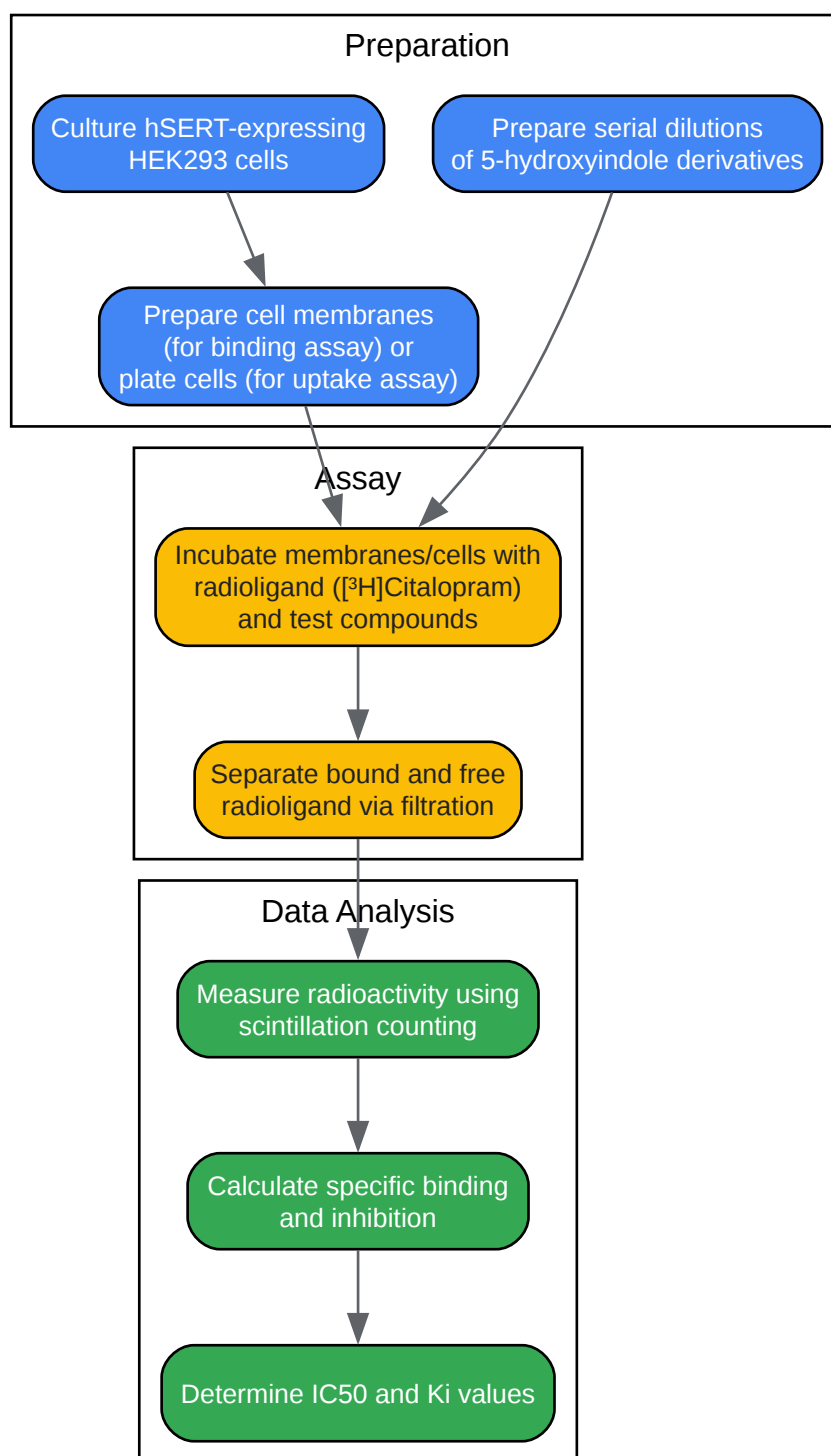 Preparation
Culture hSERT-expressing
HEK293 cells
Prepare serial dilutions
of 5-hydroxyindole derivatives
Prepare cell membranes
(for binding assay) or
plate cells (for uptake assay)
Assay
Incubate membranes/cells with
radioligand ([³H]Citalopram)
and test compounds
Separate bound and free
radioligand via filtration
Data Analysis
Measure radioactivity using
scintillation counting
Calculate specific binding
and inhibition
Determine IC50 and Ki values